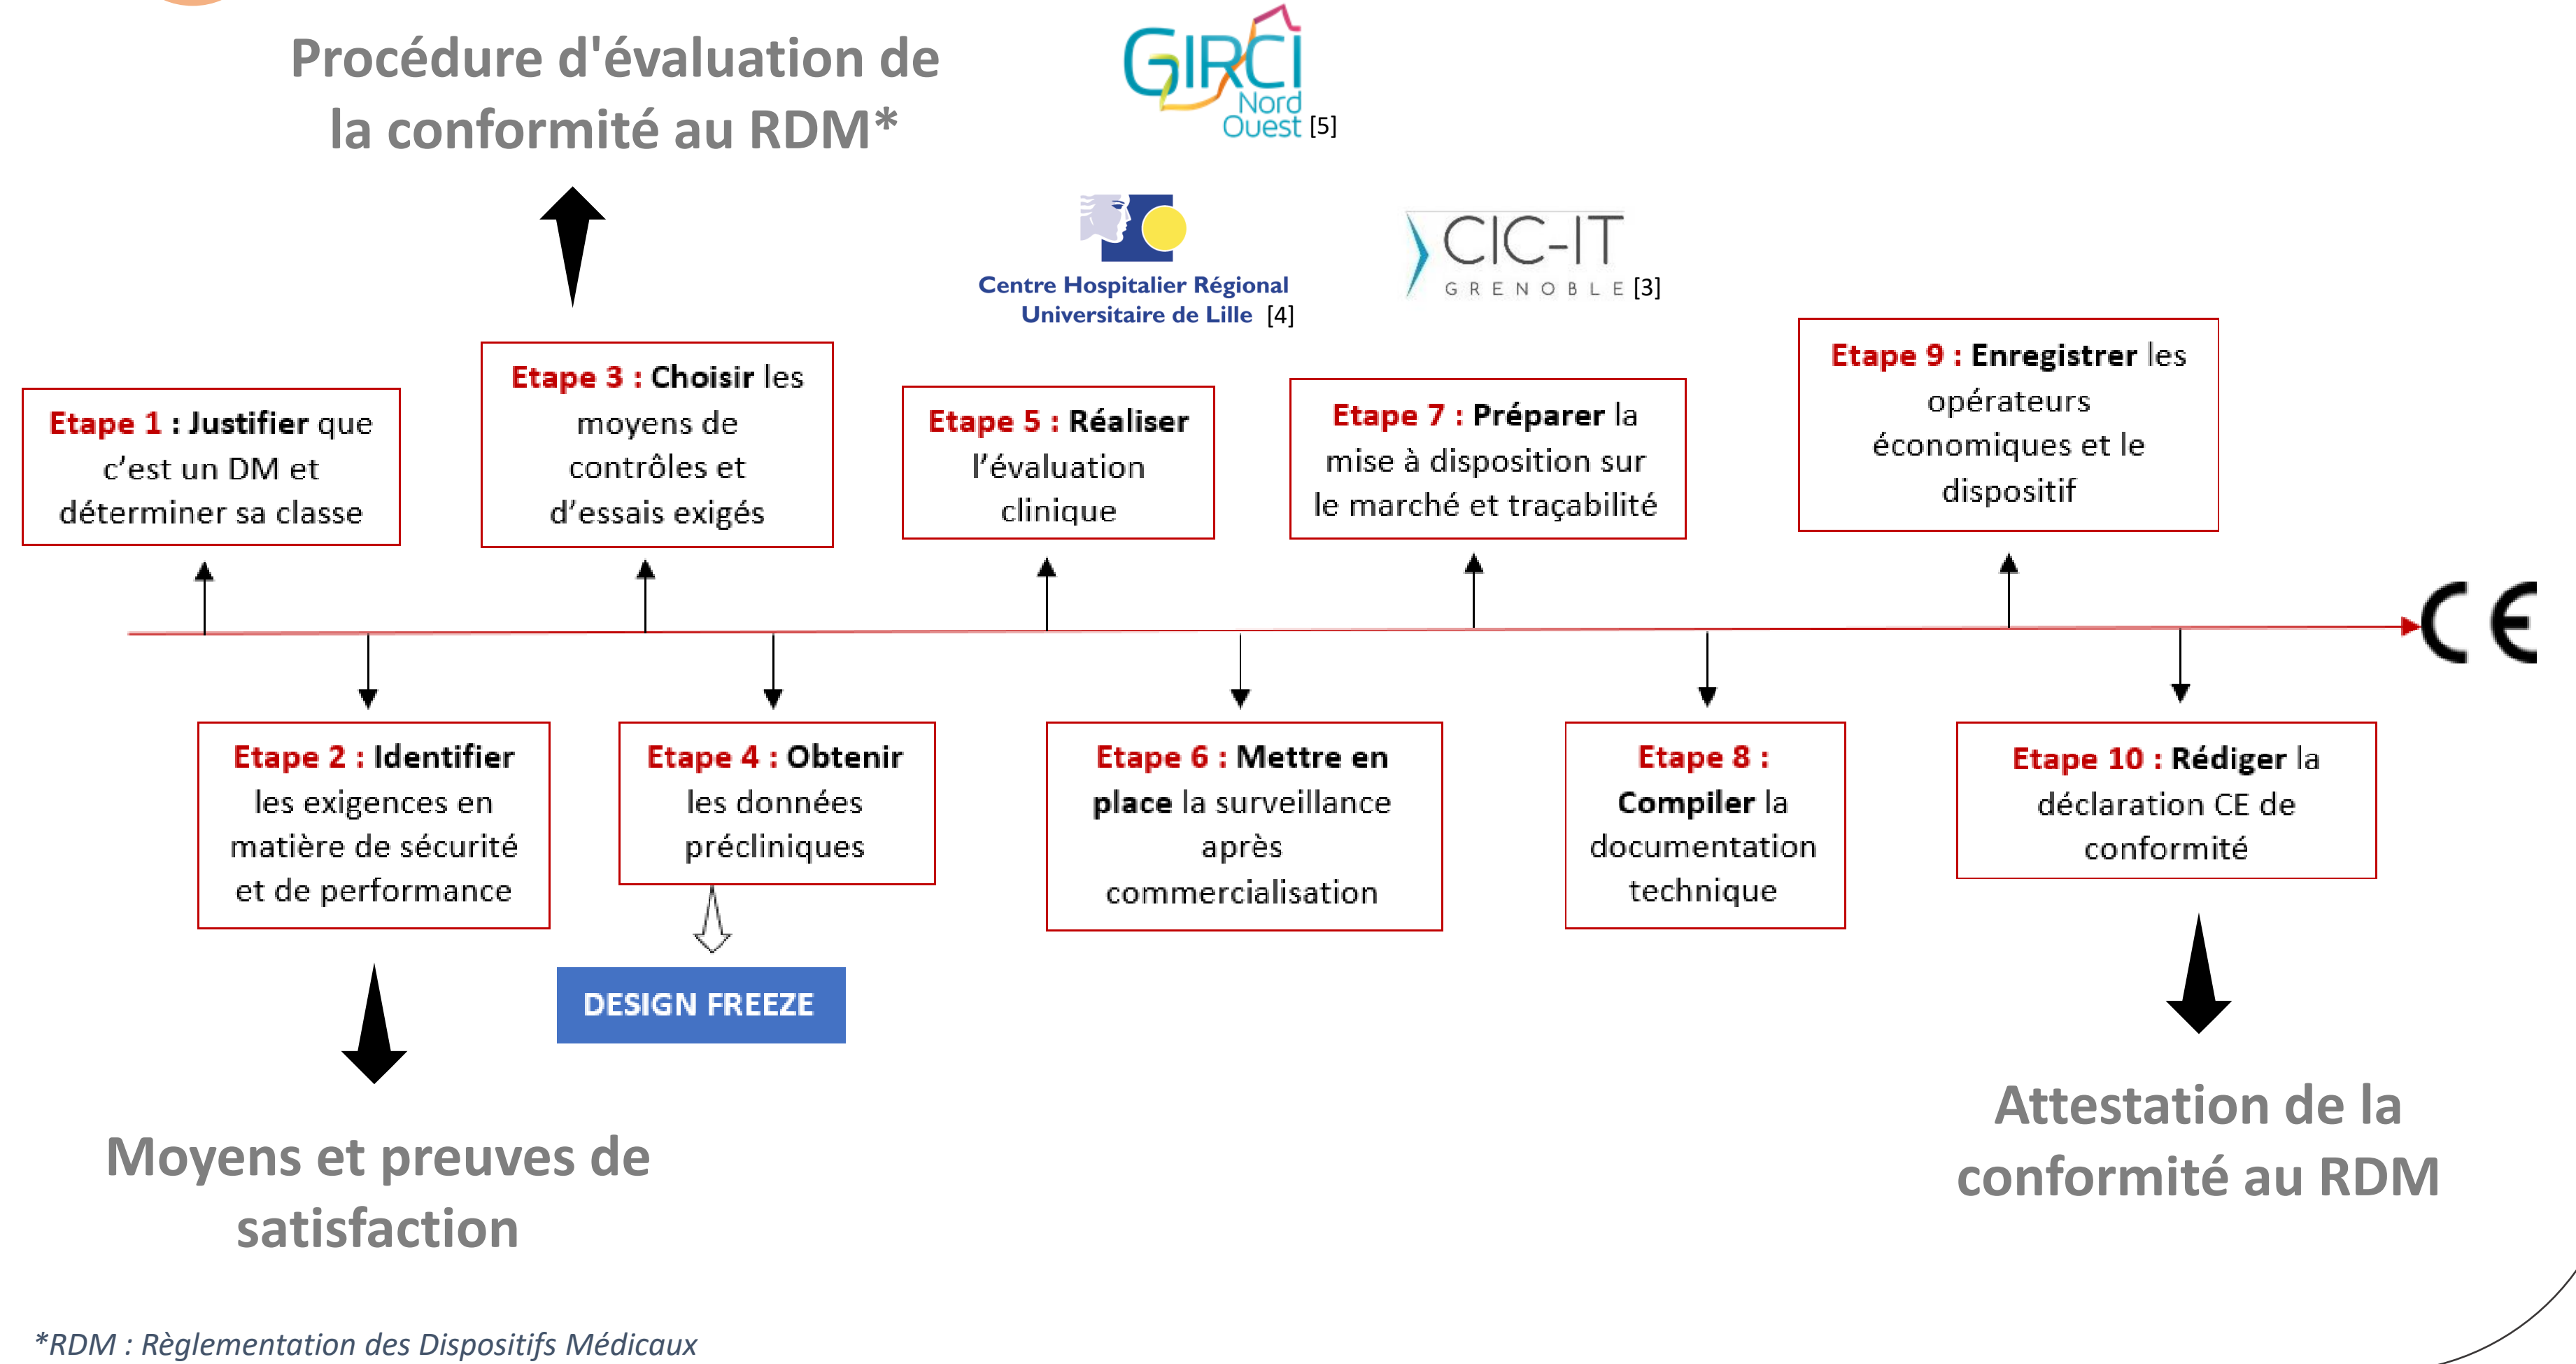 Procédure d'évaluation de
la conformité au RDM*
GIRCI
Nord
Ouest [5]
Centre Hospitalier Régional
Universitaire de Lille [4]
CIC-IT
GRENOBLE [3]
Etape 1 : Justifier que
c'est un DM et
déterminer sa classe
Etape 3 : Choisir les
moyens de
contrôles et
d'essais exigés
Etape 5 : Réaliser
l'évaluation
clinique
Etape 7 : Préparer la
mise à disposition sur
le marché et traçabilité
Etape 9 : Enregistrer les
opérateurs
économiques et le
dispositif
CE
Etape 2 : Identifier
les exigences en
matière de sécurité
et de performance
Etape 4 : Obtenir
les données
précliniques
Etape 6 : Mettre en
place la surveillance
après
commercialisation
Etape 8 :
Compiler la
documentation
technique
Etape 10 : Rédiger la
déclaration CE de
conformité
DESIGN FREEZE
Moyens et preuves de
satisfaction
Attestation de la
conformité au RDM
*RDM : Règlementation des Dispositifs Médicaux